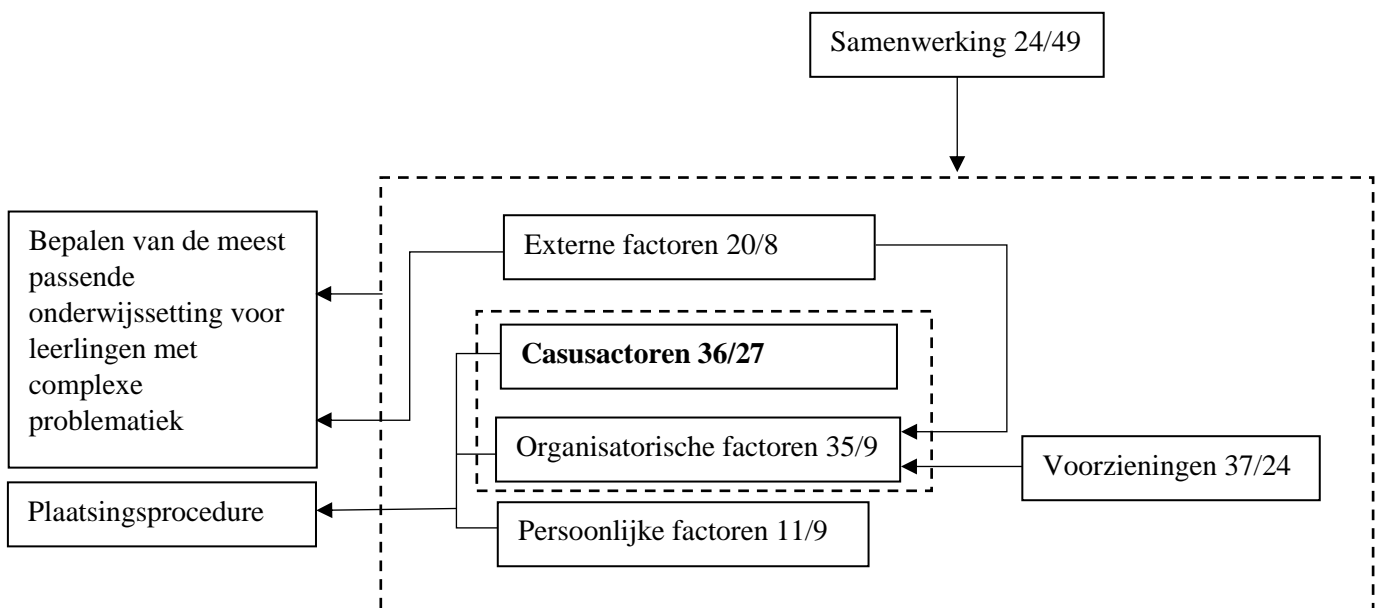 Samenwerking 24/49
Bepalen van de meest
passende
onderwijssetting voor
leerlingen met
complexe
problematiek
Externe factoren 20/8
Casusactoren 36/27
Organisatorische factoren 35/9
Voorzieningen 37/24
Plaatsingsprocedure
Persoonlijke factoren 11/9